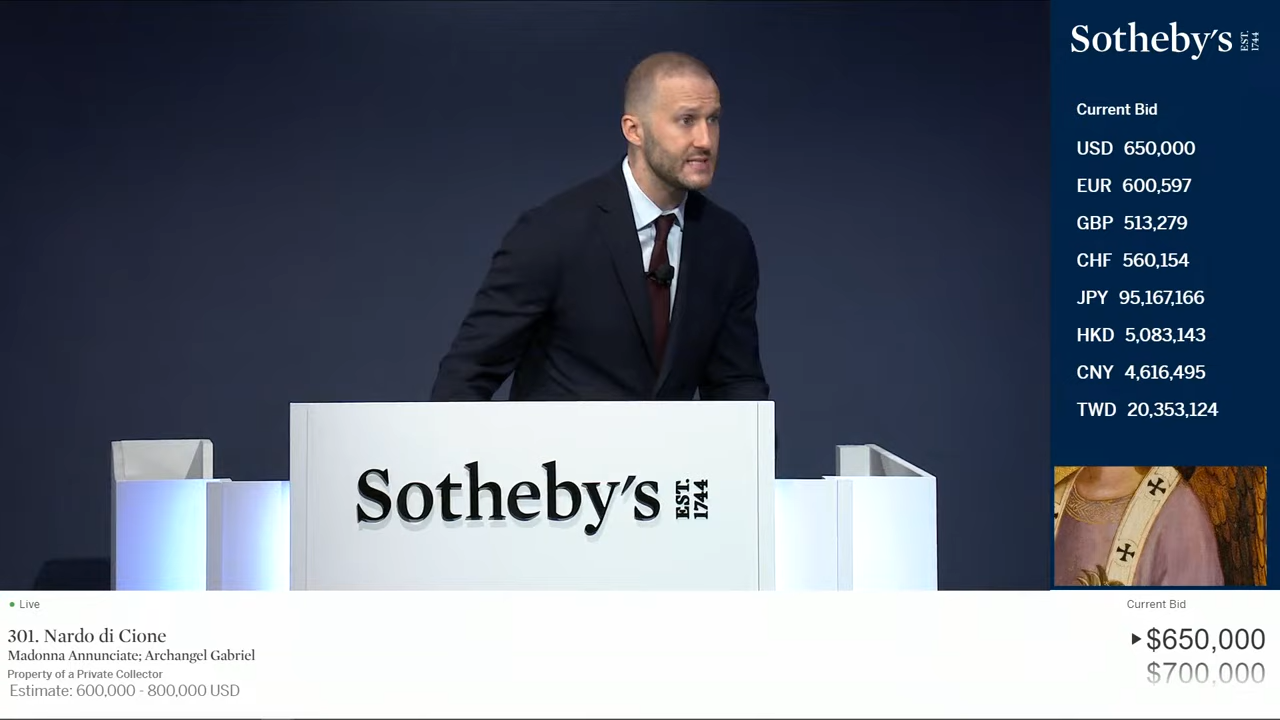 Sotheby's EST. 1744
Current Bid
USD 650,000
EUR 600,597
GBP 513,279
CHF 560,154
JPY 95,167,166
HKD 5,083,143
CNY 4,616,495
TWD 20,353,124
Sotheby's EST. 1744
Live
301. Nardo di Cione
Madonna Annunciate; Archangel Gabriel
Property of a Private Collector
Estimate: 600,000 - 800,000 USD
Current Bid
$650,000
$700,000